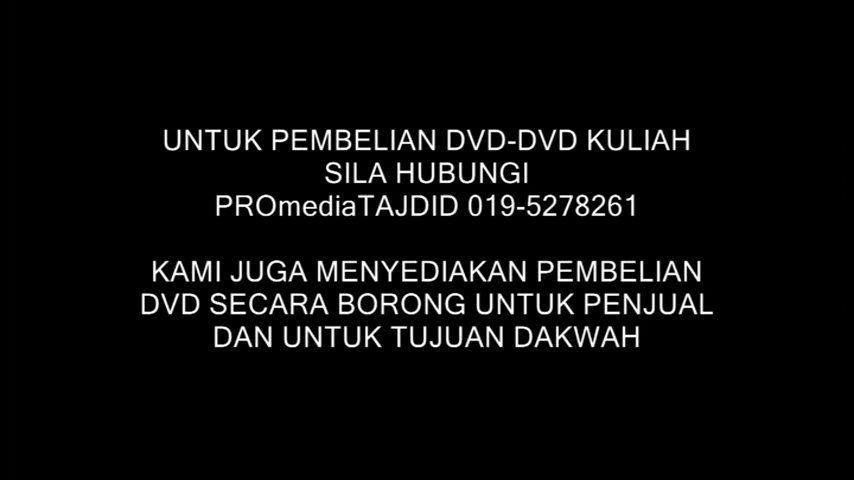 UNTUK PEMBELIAN DVD-DVD KULIAH
SILA HUBUNGI
PROmediaTAJDID 019-5278261
KAMI JUGA MENYEDIAKAN PEMBELIAN
DVD SECARA BORONG UNTUK PENJUAL
DAN UNTUK TUJUAN DAKWAH